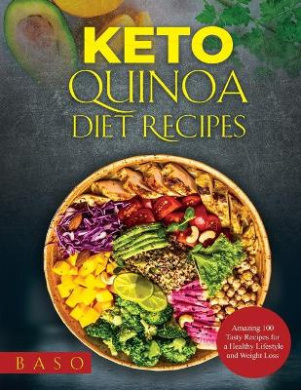 KETO
QUINOA
DIET RECIPES
Amazing 100
Tasty Recipes for
a Healthy Lifestyle
and Weight Loss
BASO